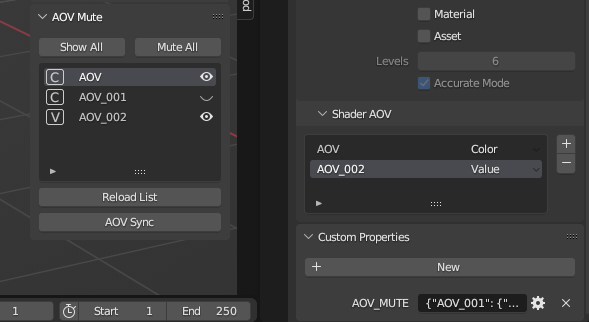 AOV Mute
Show All Mute All
C AOV
C AOV_001
V AOV_002
Reload List
AOV Sync
1 Start 1 End 250
Material
Asset
Levels 6
Accurate Mode
Shader AOV
AOV Color
AOV_002 Value
Custom Properties
New
AOV_MUTE {"AOV_001": {"...